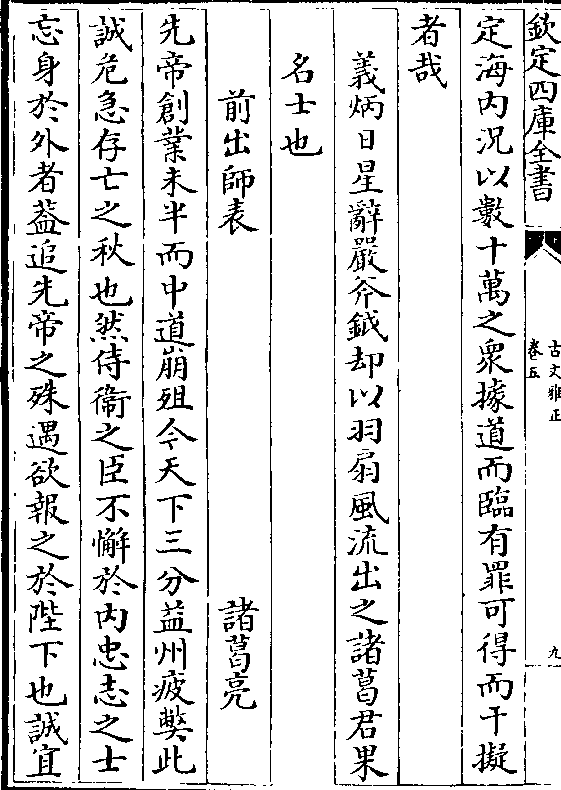 欽定四庫全書
古文雅正
卷五
九
定海内况以數十萬之衆據道而臨有罪可得而干擬
者哉
義炳日星辭嚴斧鉞却以羽扇風流出之諸葛君果
名士也
前出師表 諸葛亮
先帝創業未半而中道崩殂今天下三分益州疲弊此
誠危急存亡之秋也然侍衞之臣不懈於内忠志之士
忘身於外者葢追先帝之殊遇欲報之於陛下也誠宜